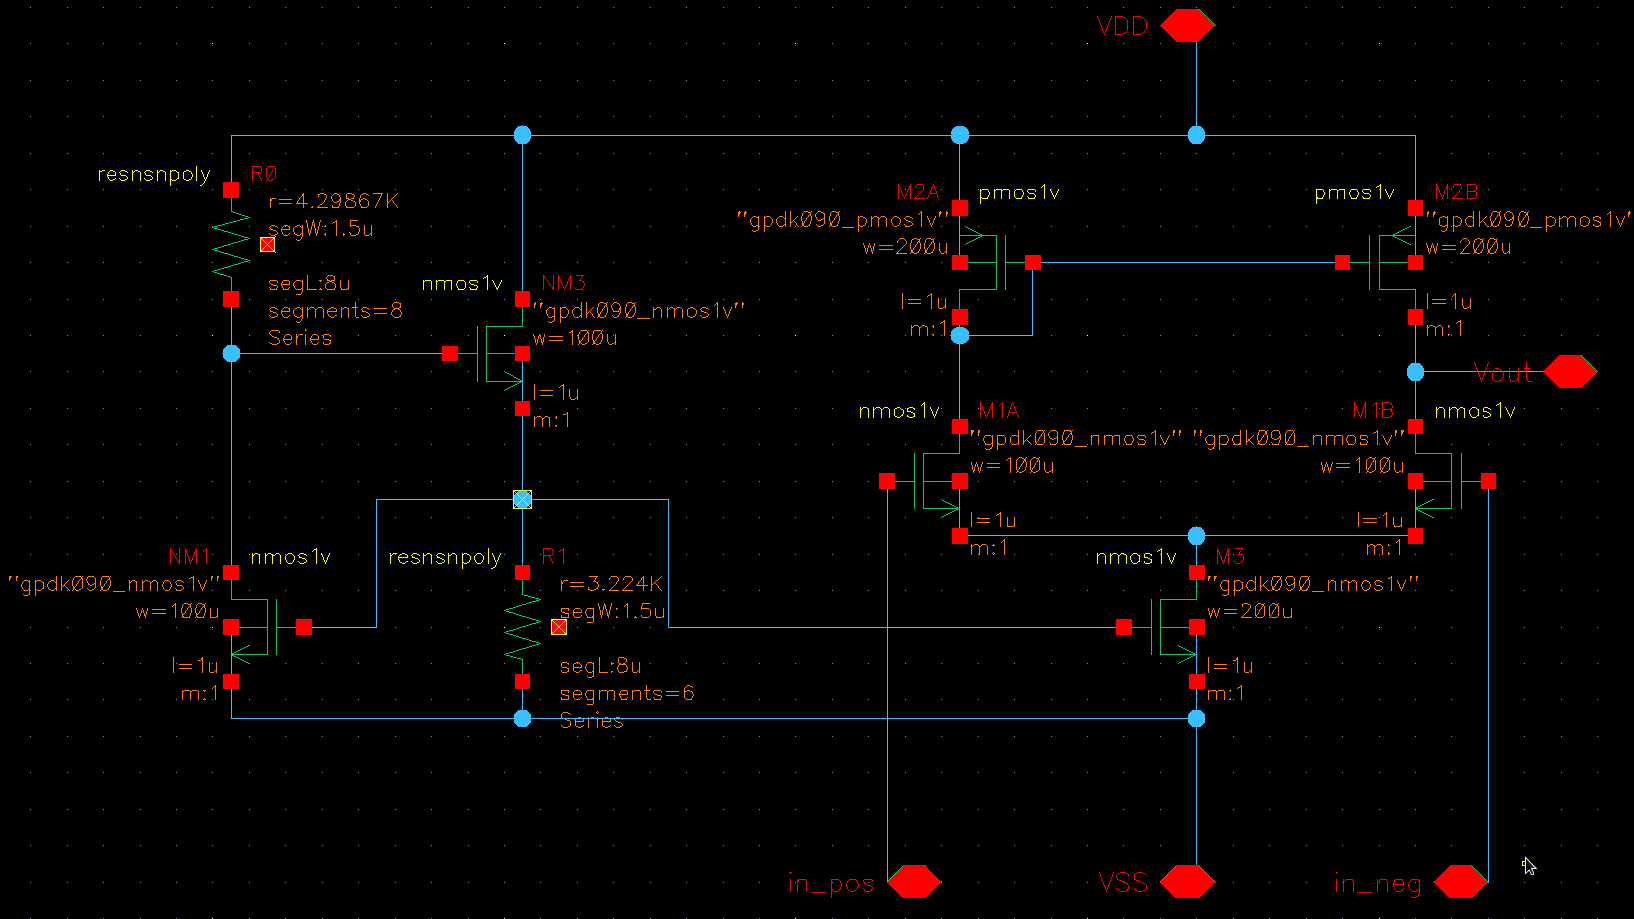 VDD
resnsnpoly R0
r=4.29867K
segW:1.5u
segL:8u
segments=8
Series
nmos1v NM3
"gpdk090_nmos1v"
w=100u
l=1u
m:1
M2A pmos1v
"gpdk090_pmos1v"
w=200u
l=1u
m:1
pmos1v M2B
"gpdk090_pmos1v"
w=200u
l=1u
m:1
Vout
nmos1v M1A
"gpdk090_nmos1v"
w=100u
l=1u
m:1
M1B nmos1v
"gpdk090_nmos1v"
w=100u
l=1u
m:1
NM1 nmos1v
"gpdk090_nmos1v"
w=100u
l=1u
m:1
resnsnpoly R1
r=3.224K
segW:1.5u
segL:8u
segments=6
Series
nmos1v M3
"gpdk090_nmos1v"
w=200u
l=1u
m:1
in_pos
VSS
in_neg